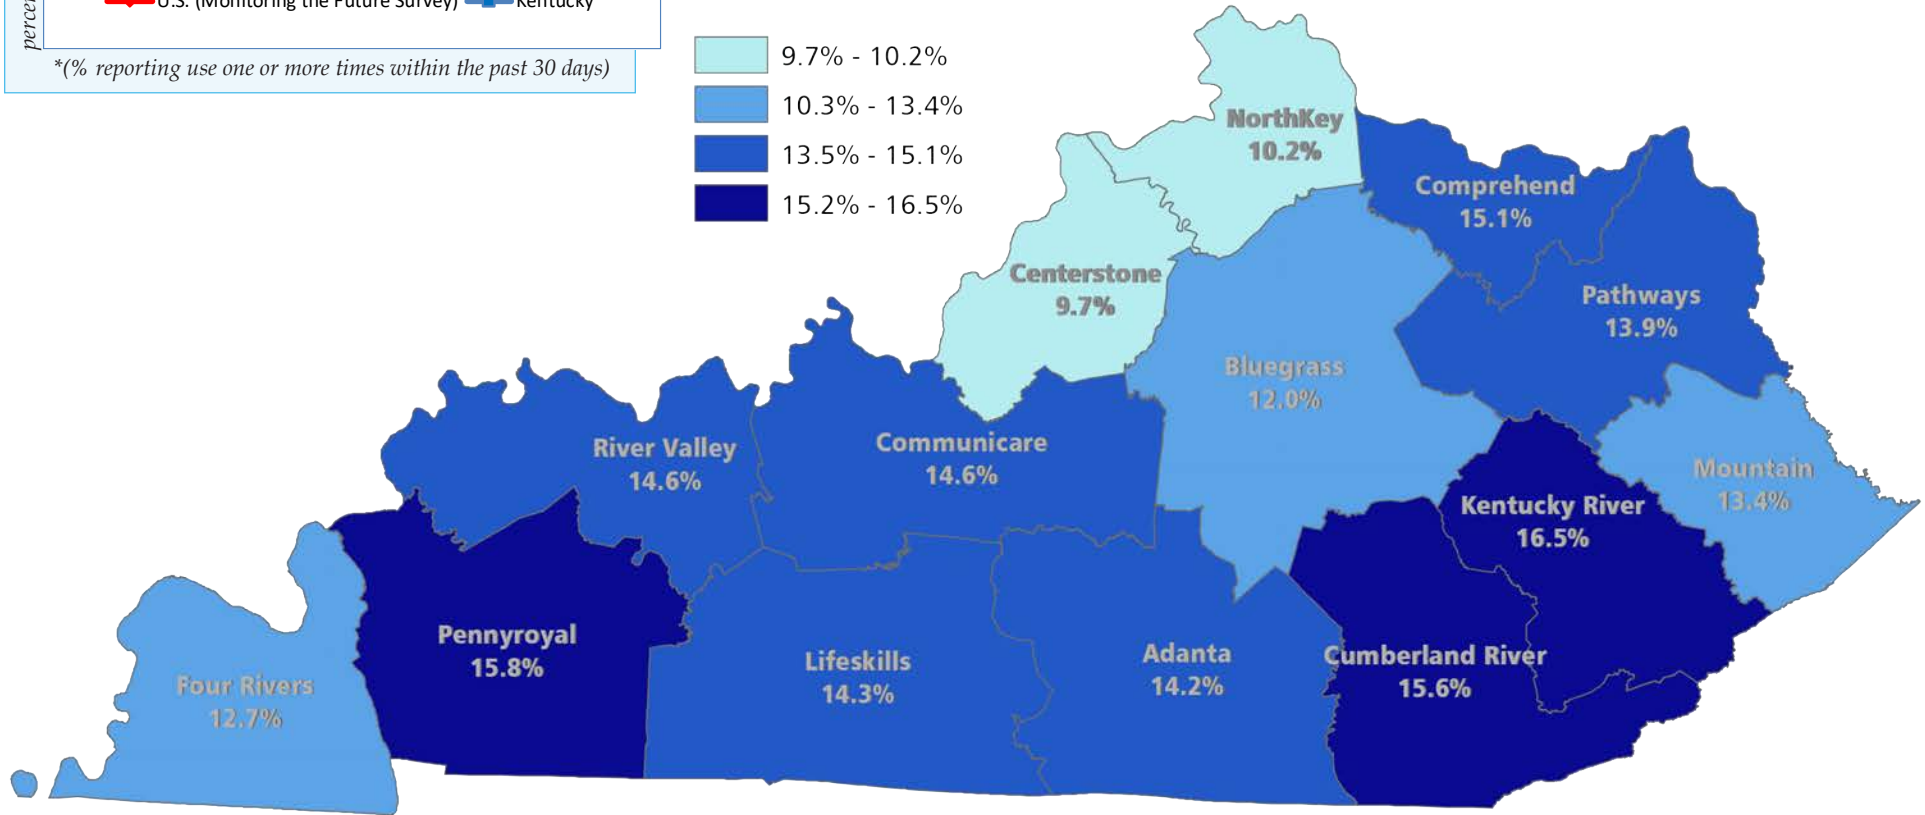 U.S. (Monitoring the Future Survey) Kentucky
*(% reporting use one or more times within the past 30 days)
9.7% - 10.2%
10.3% - 13.4%
13.5% - 15.1%
15.2% - 16.5%
NorthKey
10.2%
Comprehend
15.1%
Centerstone
9.7%
Pathways
13.9%
Bluegrass
12.0%
River Valley
14.6%
Communicare
14.6%
Mountain
13.4%
Kentucky River
16.5%
Pennyroyal
15.8%
Lifeskills
14.3%
Adanta
14.2%
Cumberland River
15.6%
Four Rivers
12.7%